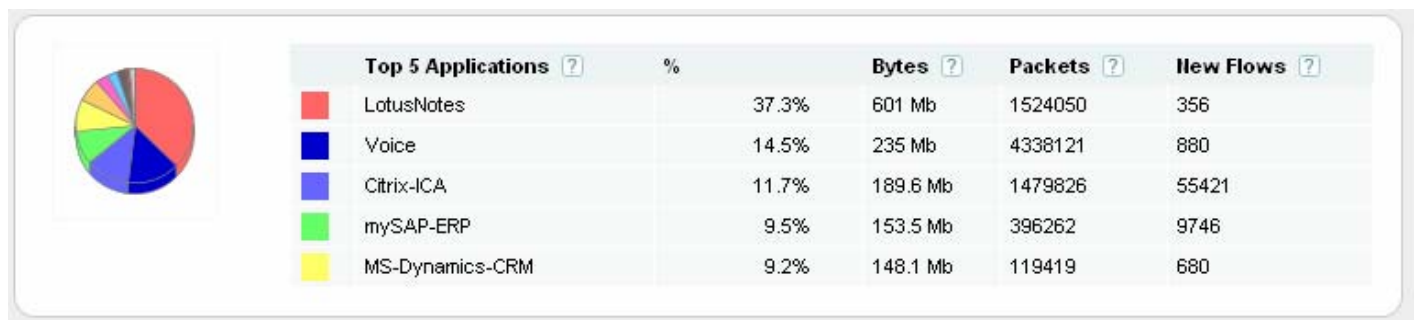 Top 5 Applications ? % Bytes ? Packets ? New Flows ?
LotusNotes 37.3% 601 Mb 1524050 356
Voice 14.5% 235 Mb 4338121 880
Citrix-ICA 11.7% 189.6 Mb 1479826 55421
mySAP-ERP 9.5% 153.5 Mb 396262 9746
MS-Dynamics-CRM 9.2% 148.1 Mb 119419 680